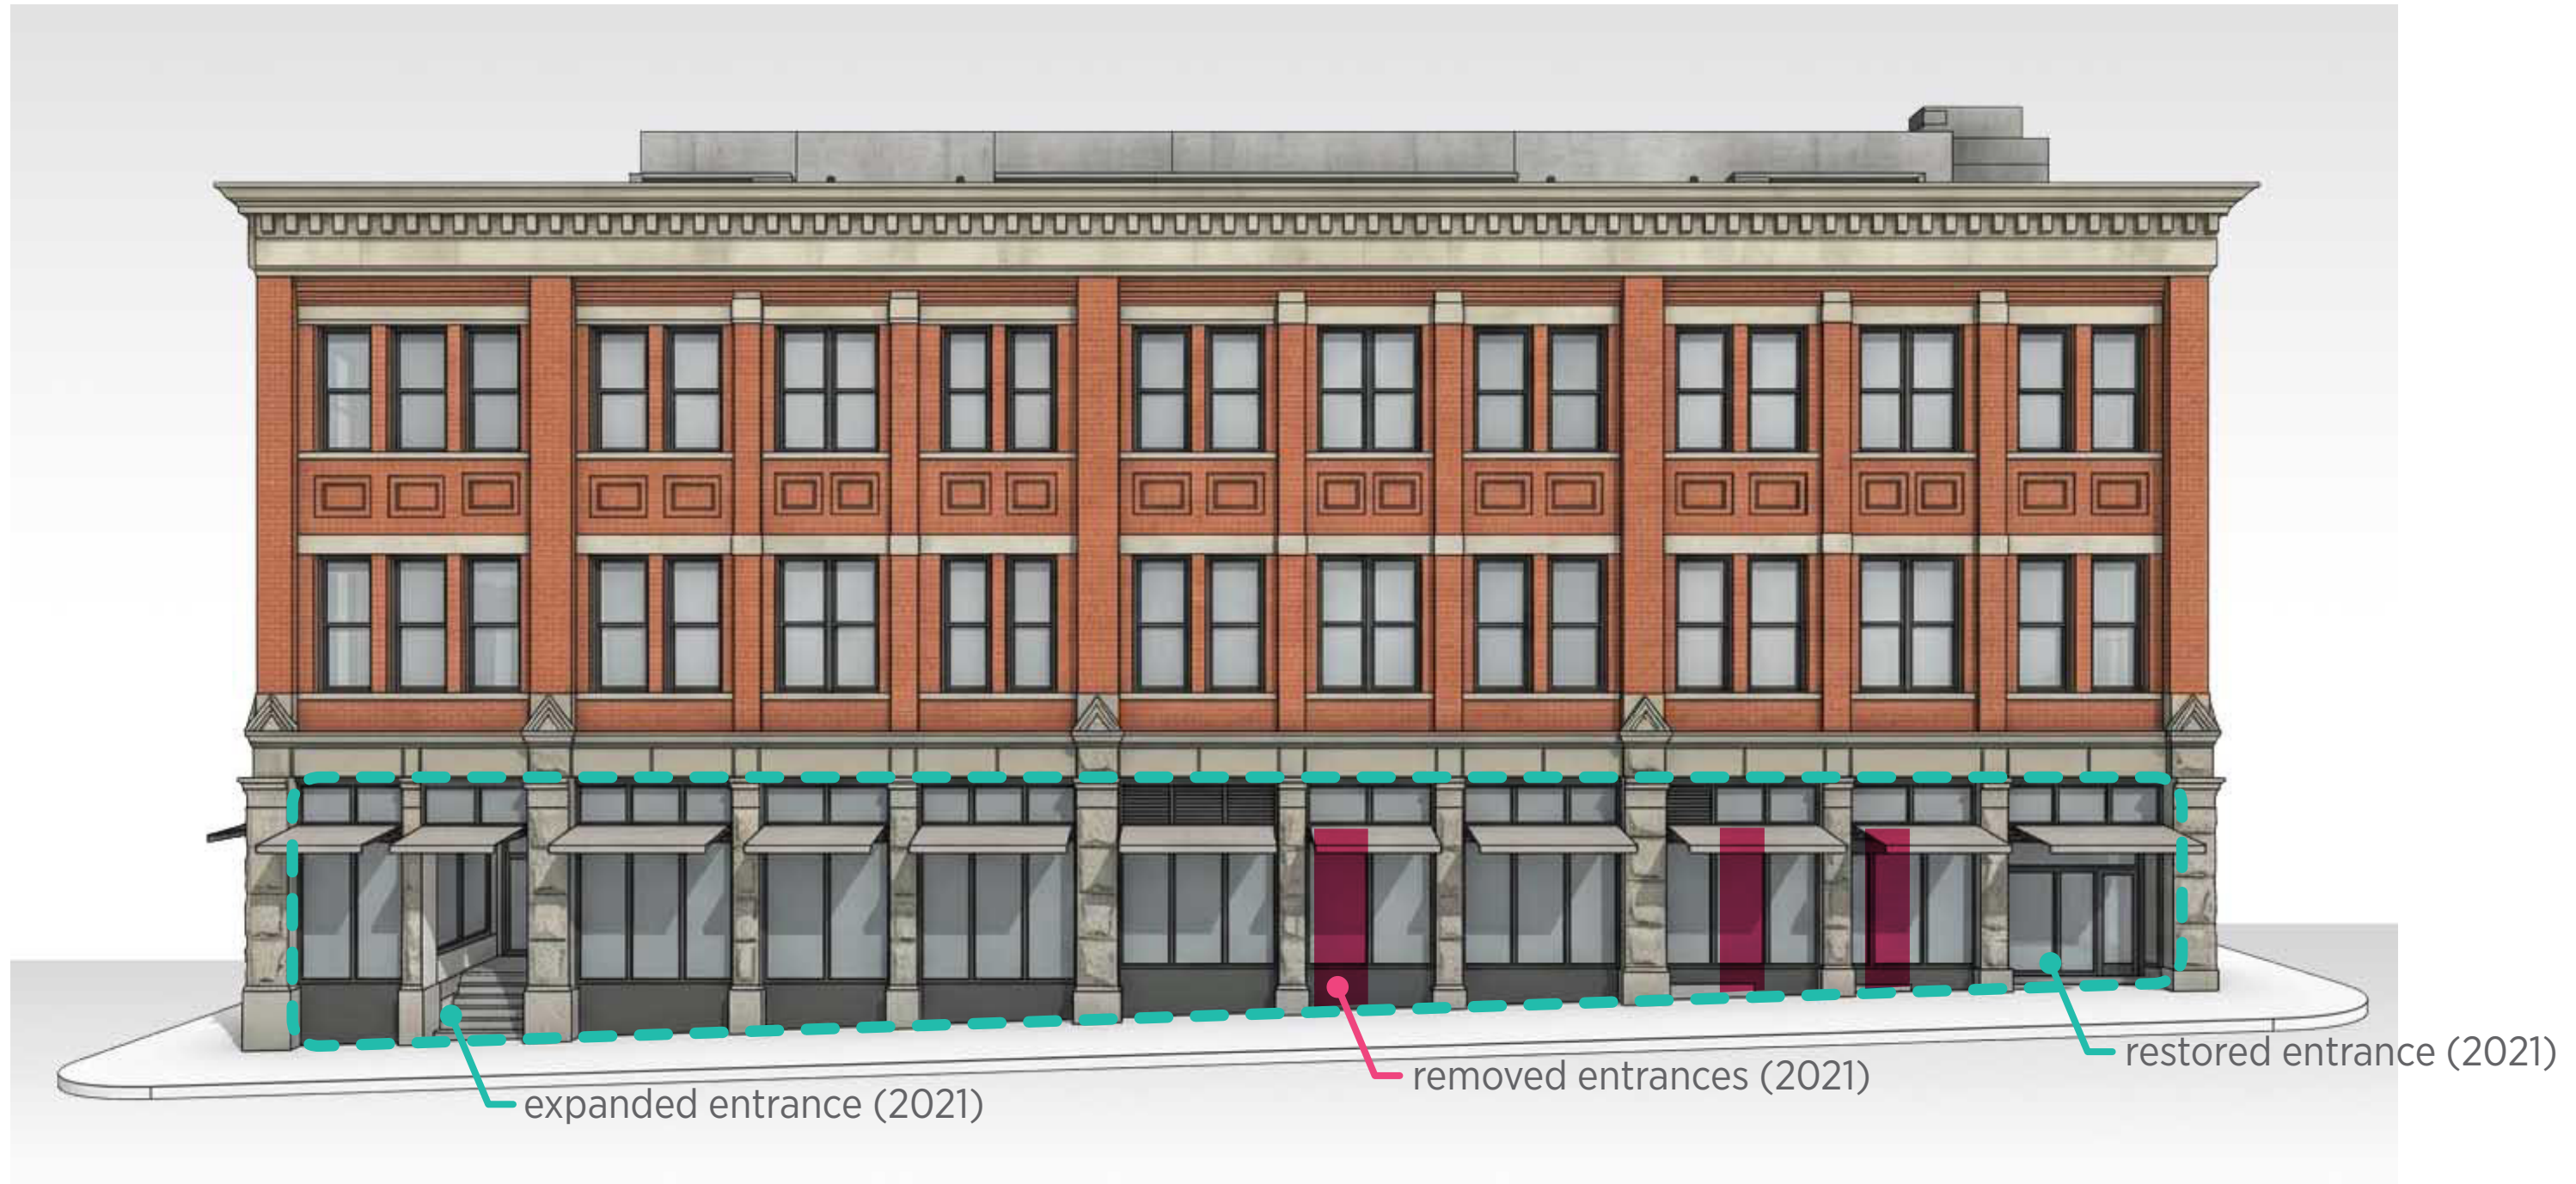 expanded entrance (2021)
removed entrances (2021)
restored entrance (2021)